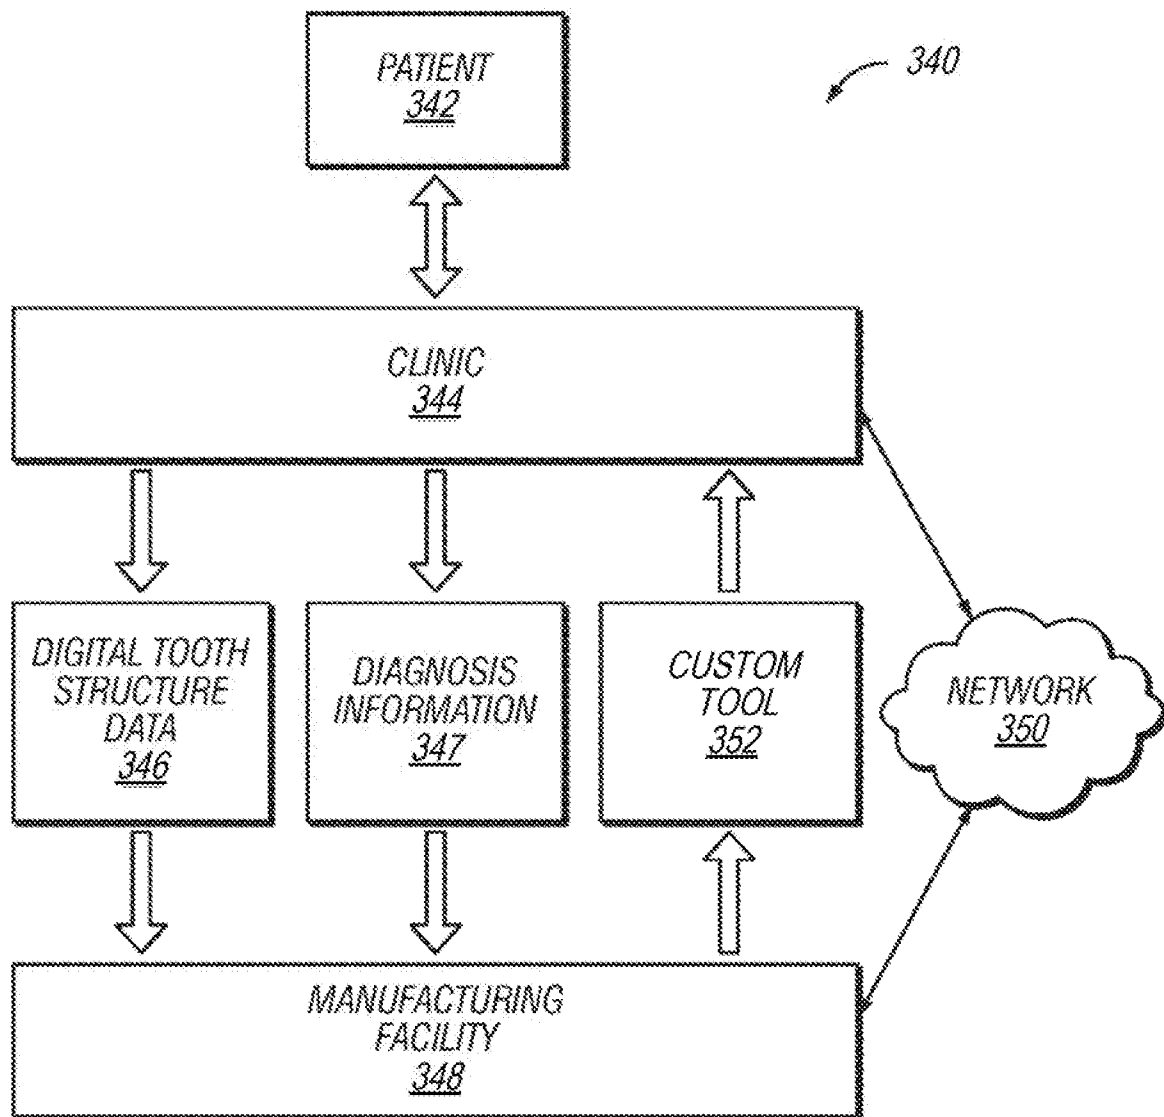 PATIENT
342
340
CLINIC
344
DIGITAL TOOTH
STRUCTURE
DATA
346
DIAGNOSIS
INFORMATION
347
CUSTOM
TOOL
352
NETWORK
350
MANUFACTURING
FACILITY
348